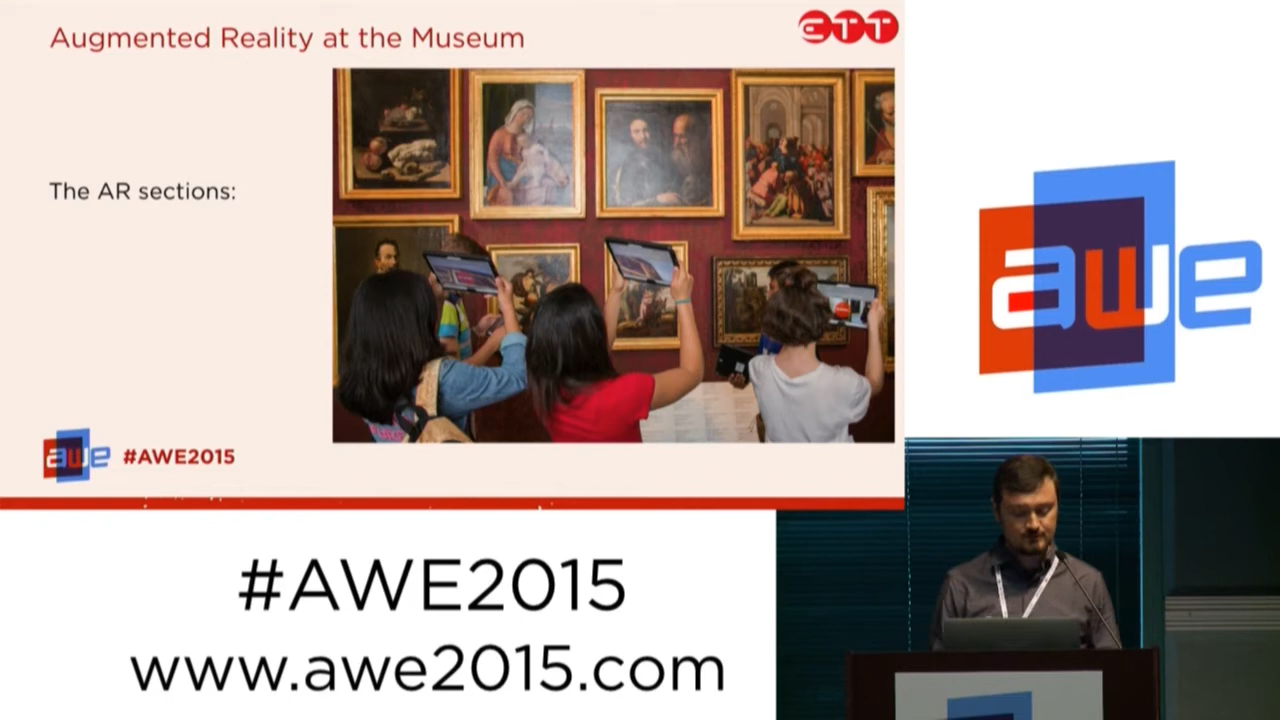 Augmented Reality at the Museum
ETT
The AR sections:
awe
#AWE2015
awe
#AWE2015
www.awe2015.com